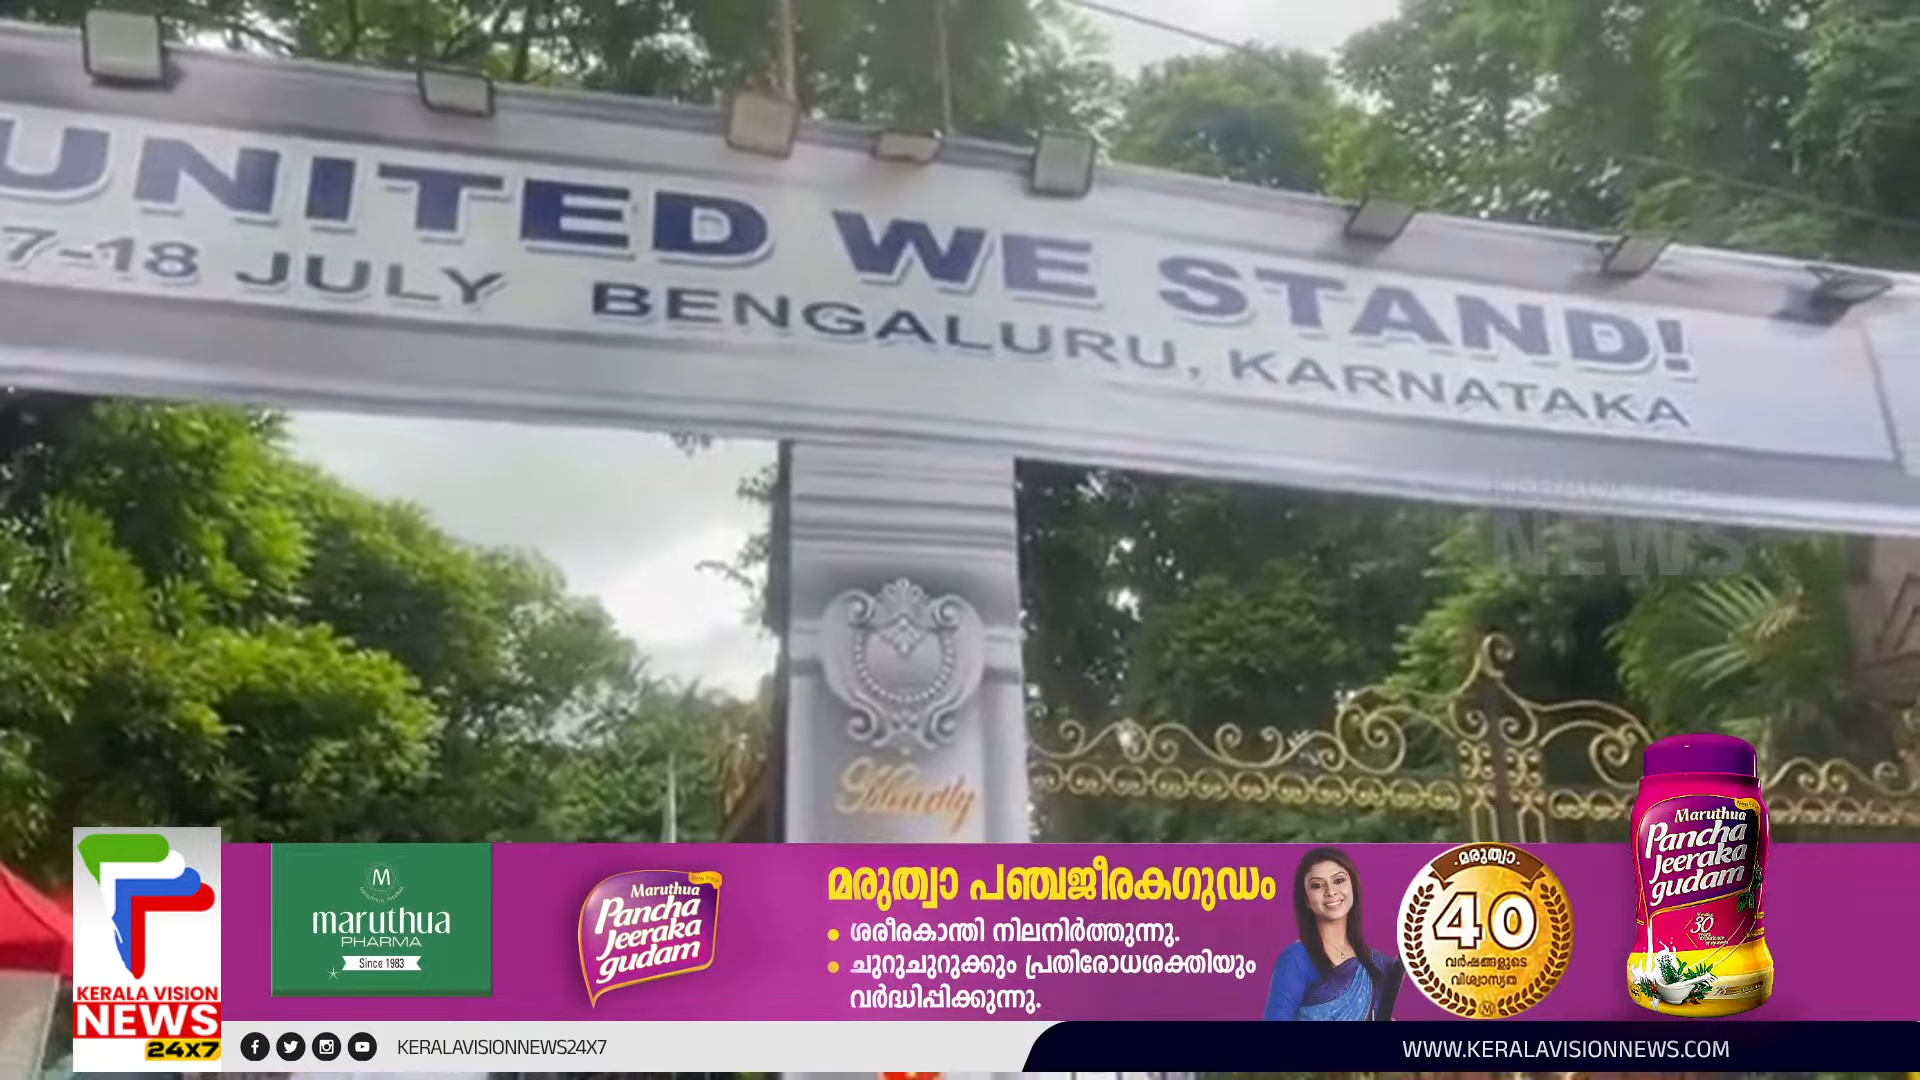 UNITED WE STAND!
7-18 JULY BENGALURU, KARNATAKA
NEWS
M
maruthua
PHARMA
Since 1983
Maruthua
Pancha
Jeeraka
gudam
മരുത്വാ പഞ്ചജീരകഗുഡം
ശരീരകാന്തി നിലനിർത്തുന്നു.
ചുറുചുറുക്കും പ്രതിരോധശക്തിയും
വർദ്ധിപ്പിക്കുന്നു.
മരുത്വാ
40
വർഷങ്ങളുടെ
വിശ്വാസ്യത
Maruthua
Pancha
Jeeraka
gudam
30
KERALA VISION
NEWS
24x7
KERALAVISIONNEWS24X7
WWW.KERALAVISIONNEWS.COM